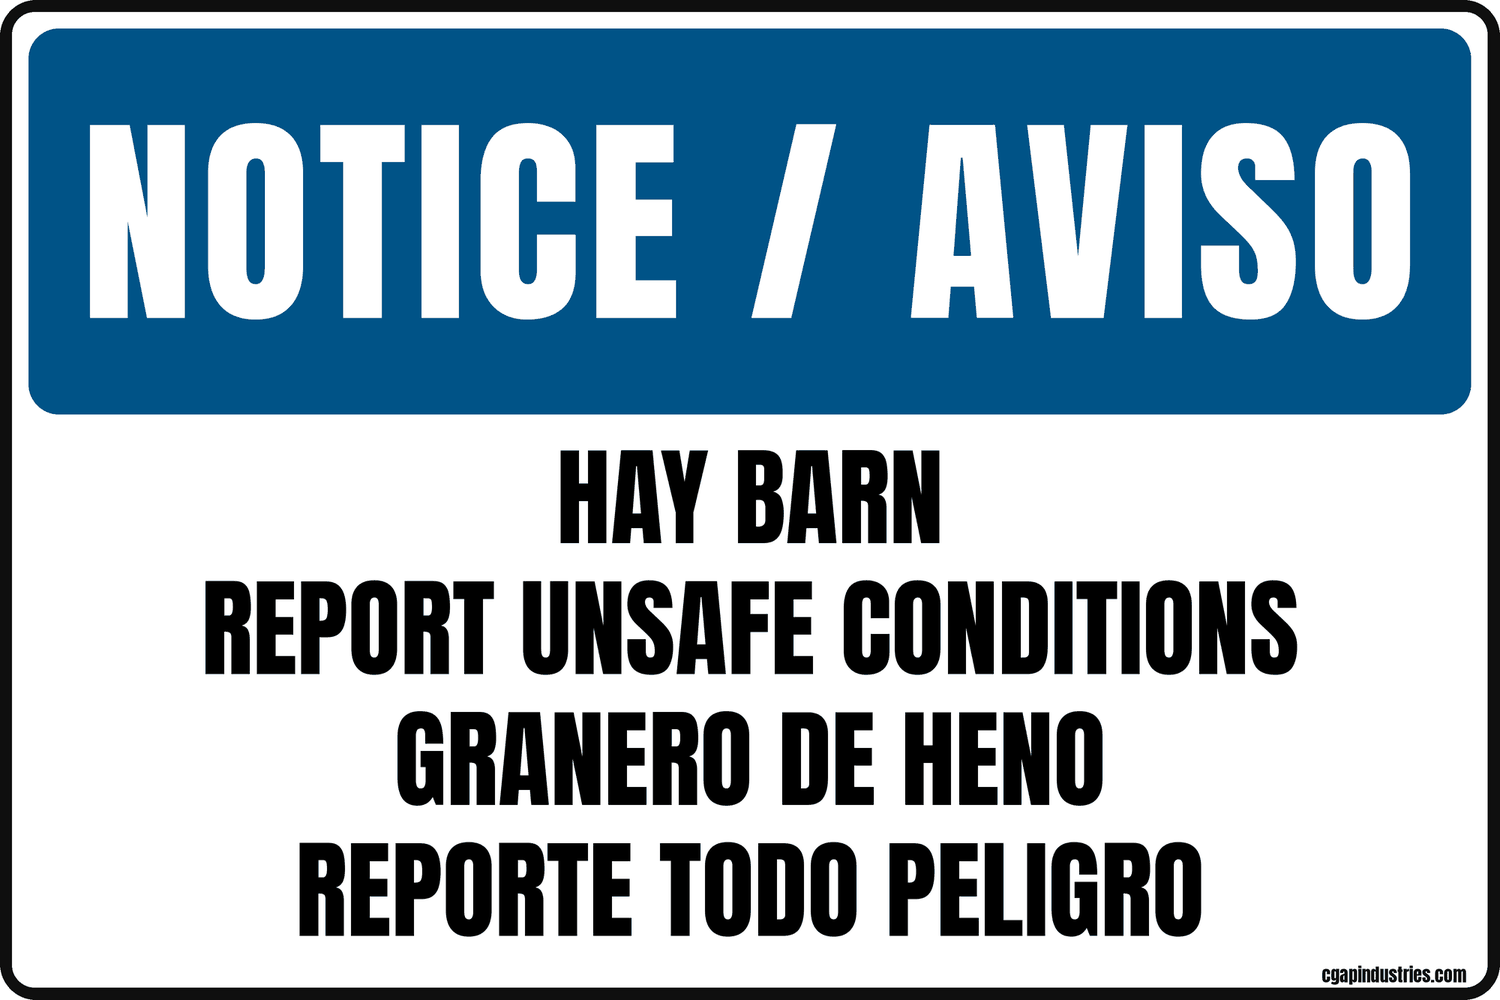 NOTICE / AVISO
HAY BARN
REPORT UNSAFE CONDITIONS
GRANERO DE HENO
REPORTE TODO PELIGRO
cgapindustries.com